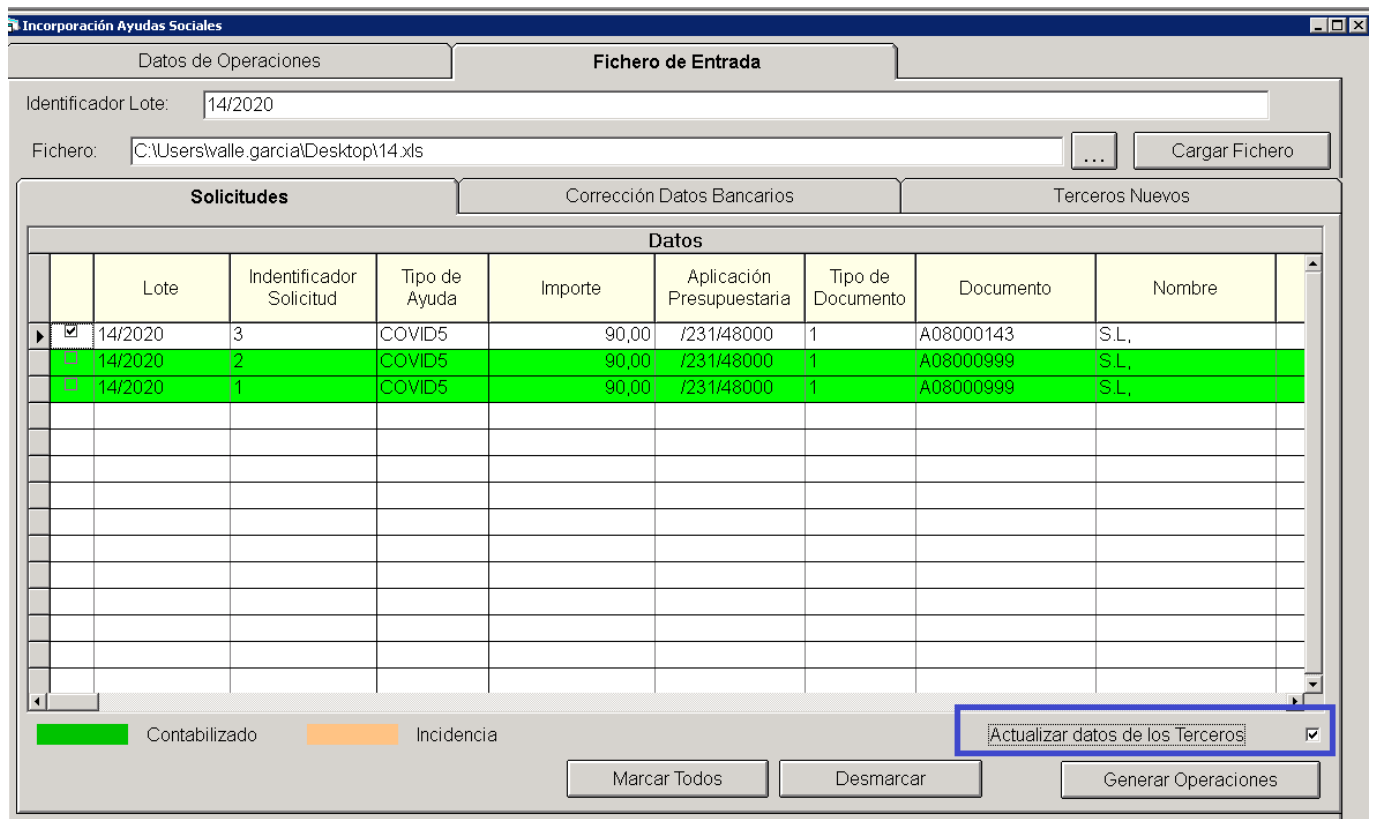 Incorporación Ayudas Sociales
Datos de Operaciones Fichero de Entrada
Identificador Lote: 14/2020
Fichero: C:\Users\valle.garcia\Desktop\14.xls ... Cargar Fichero
Solicitudes Corrección Datos Bancarios Terceros Nuevos
Datos
Lote Indentificador Solicitud Tipo de Ayuda Importe Aplicación Presupuestaria Tipo de Documento Documento Nombre
14/2020 3 COVID5 90,00 /231/48000 1 A08000143 S.L,
14/2020 2 COVID5 90,00 /231/48000 1 A08000999 S.L,
14/2020 1 COVID5 90,00 /231/48000 1 A08000999 S.L,
Contabilizado Incidencia Actualizar datos de los Terceros
Marcar Todos Desmarcar Generar Operaciones